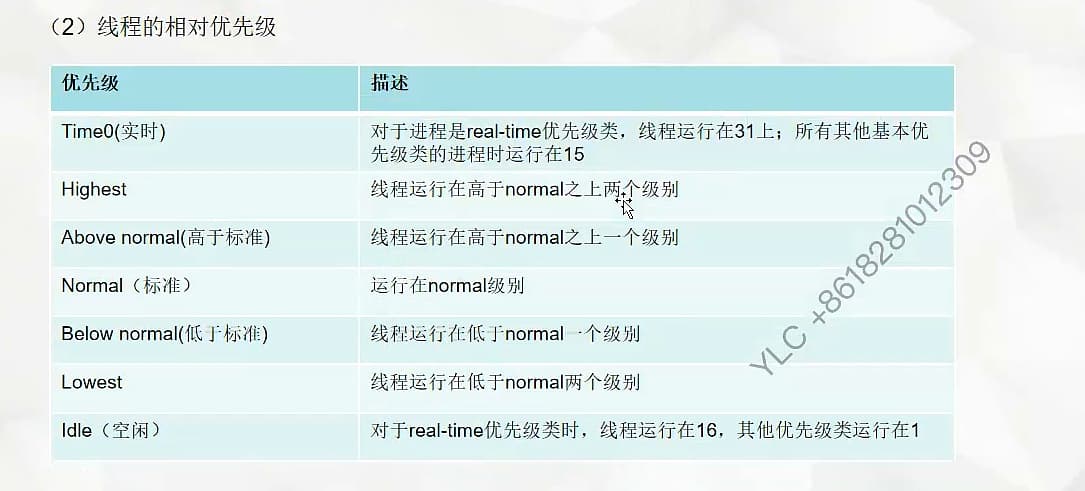 （2）线程的相对优先级
优先级 描述
Time0(实时) 对于进程是real-time优先级类，线程运行在31上；所有其他基本优
先级类的进程时运行在15
Highest 线程运行在高于normal之上两个级别
Above normal(高于标准) 线程运行在高于normal之上一个级别
Normal（标准） 运行在normal级别
Below normal(低于标准) 线程运行在低于normal一个级别
Lowest 线程运行在低于normal两个级别
Idle（空闲） 对于real-time优先级类时，线程运行在16，其他优先级类运行在1
YLC +8618281012309